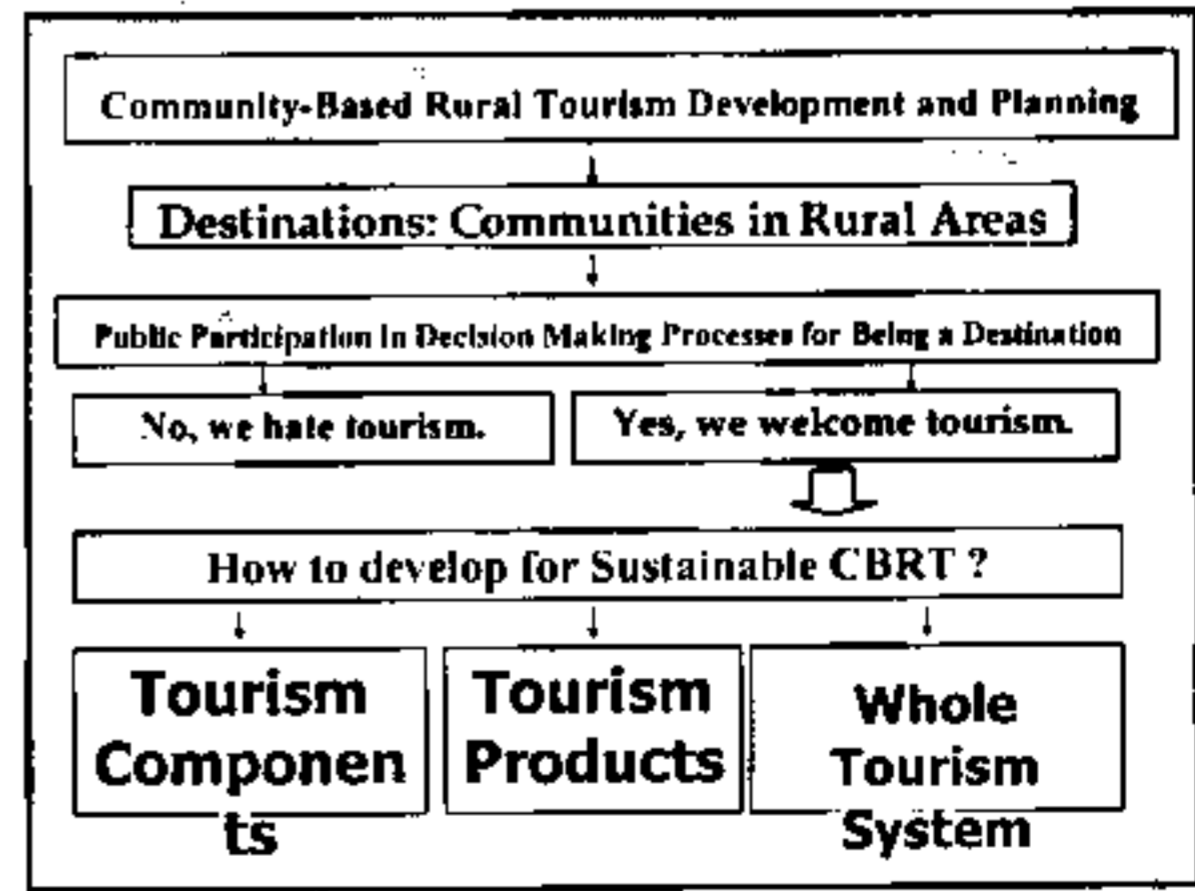 Community-Based Rural Tourism Development and Planning
Destinations: Communities in Rural Areas
Public Participation in Decision Making Processes for Being a Destination
No, we hate tourism.
Yes, we welcome tourism.
How to develop for Sustainable CBRT ?
Tourism
Componen
ts
Tourism
Products
Whole
Tourism
System